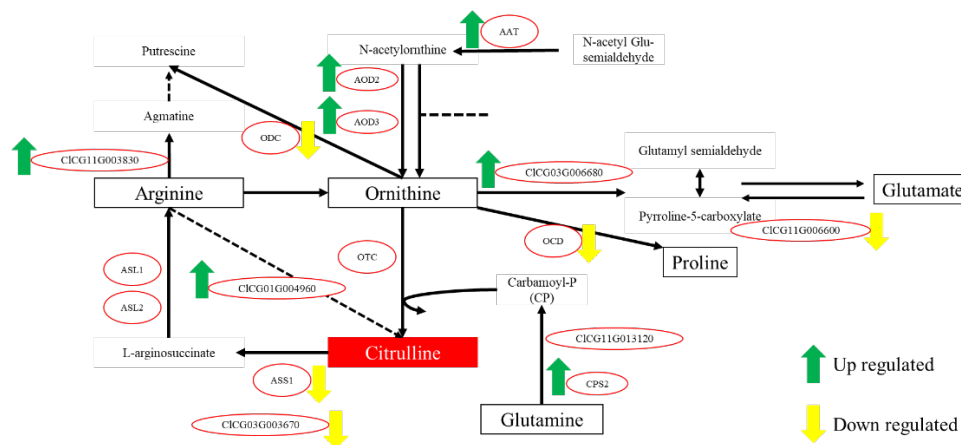 AAT
Putrescine
N-acetylornthine
N-acetyl Glu-
semialdehyde
AOD2
Agmatine
AOD3
ODC
ClCG11G003830
Glutamyl semialdehyde
ClCG03G006680
Arginine
Ornithine
Glutamate
Pyrroline-5-carboxylate
ClCG11G006600
OCD
Proline
OTC
ASL1
ClCG01G004960
Carbamoyl-P
(CP)
ASL2
ClCG11G013120
L-arginosuccinate
Citrulline
Up regulated
ASS1
CPS2
ClCG03G003670
Glutamine
Down regulated